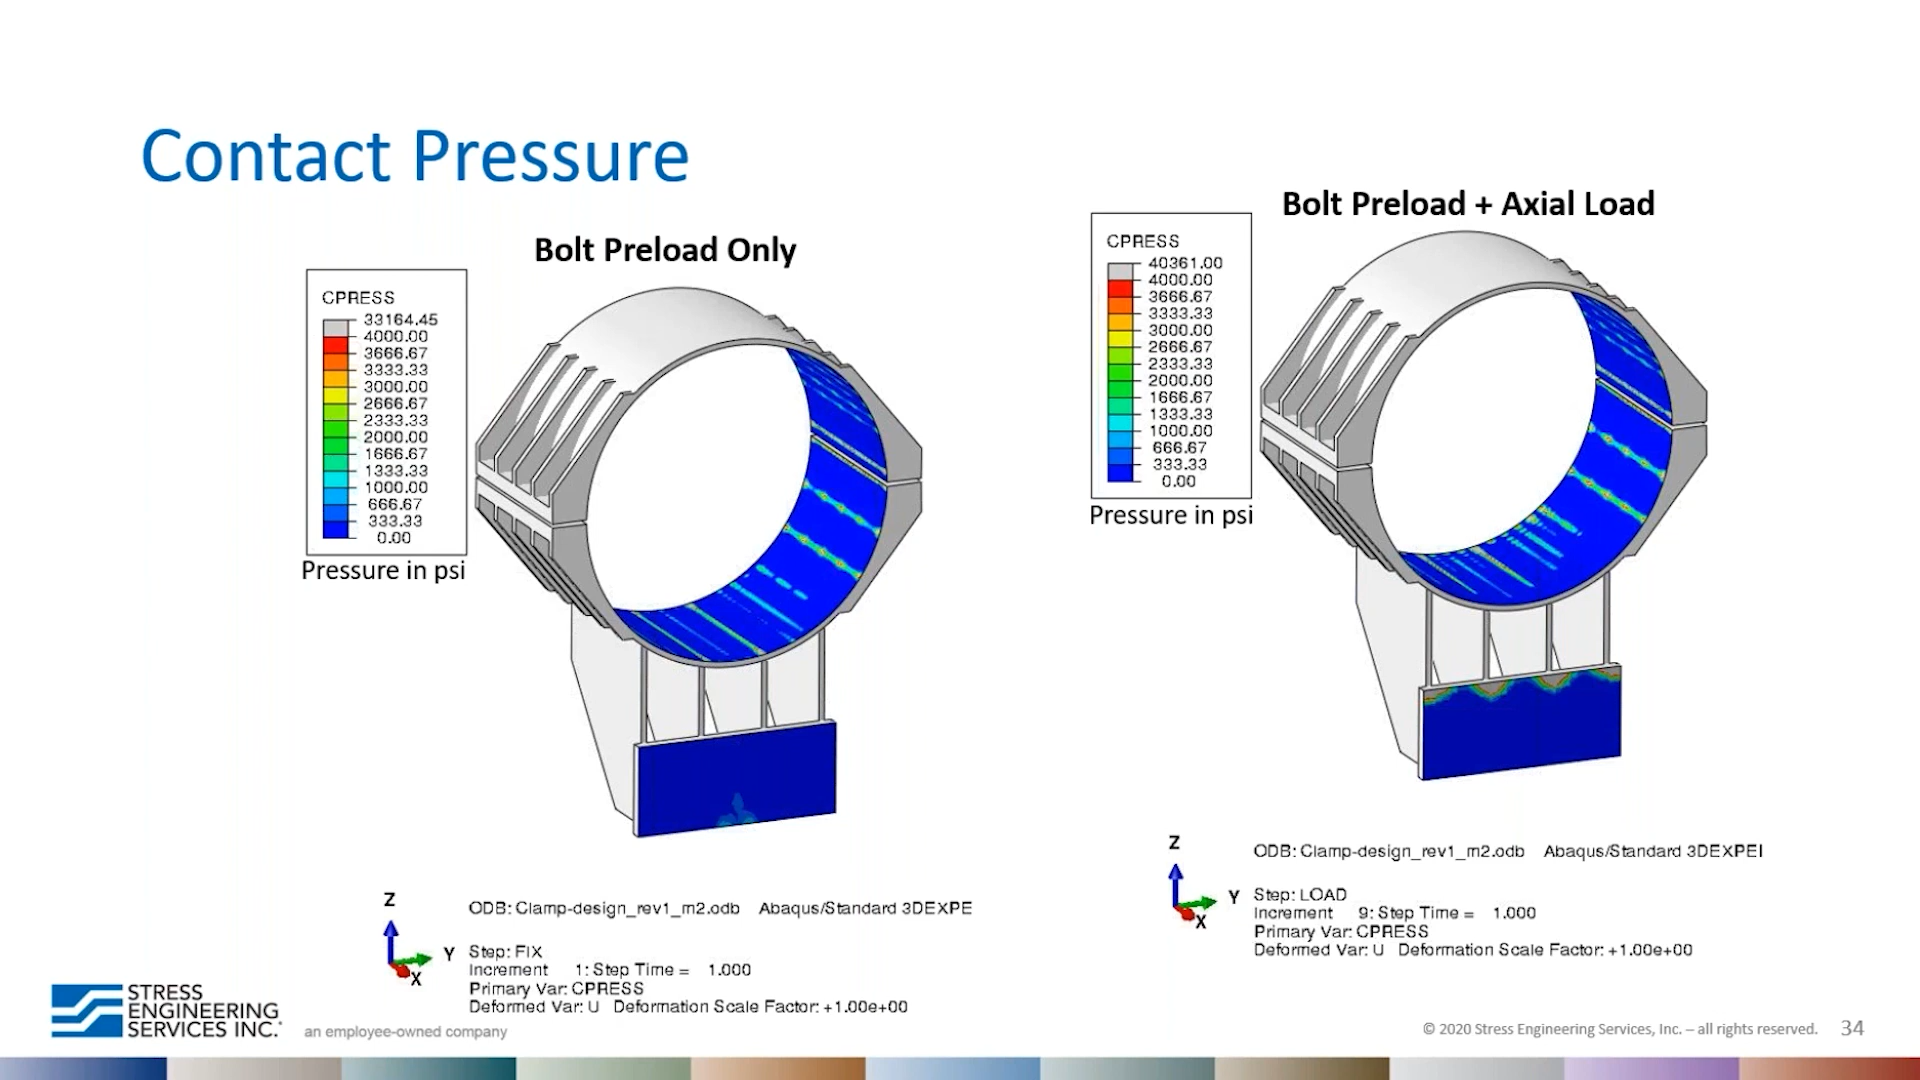 Contact Pressure
Bolt Preload Only
CPRESS
33164.45
4000.00
3666.67
3333.33
3000.00
2666.67
2333.33
2000.00
1666.67
1333.33
1000.00
666.67
333.33
0.00
Pressure in psi
Z
Y
X
ODB: Clamp-design_rev1_m2.odb Abaqus/Standard 3DEXPE
Step: FIX
Increment 1: Step Time = 1.000
Primary Var: CPRESS
Deformed Var: U Deformation Scale Factor: +1.00e+00
Bolt Preload + Axial Load
CPRESS
40361.00
4000.00
3666.67
3333.33
3000.00
2666.67
2333.33
2000.00
1666.67
1333.33
1000.00
666.67
333.33
0.00
Pressure in psi
Z
Y
X
ODB: Clamp-design_rev1_m2.odb Abaqus/Standard 3DEXPEI
Step: LOAD
Increment 9: Step Time = 1.000
Primary Var: CPRESS
Deformed Var: U Deformation Scale Factor: +1.00e+00
STRESS
ENGINEERING
SERVICES INC.
an employee-owned company
© 2020 Stress Engineering Services, Inc. – all rights reserved. 34